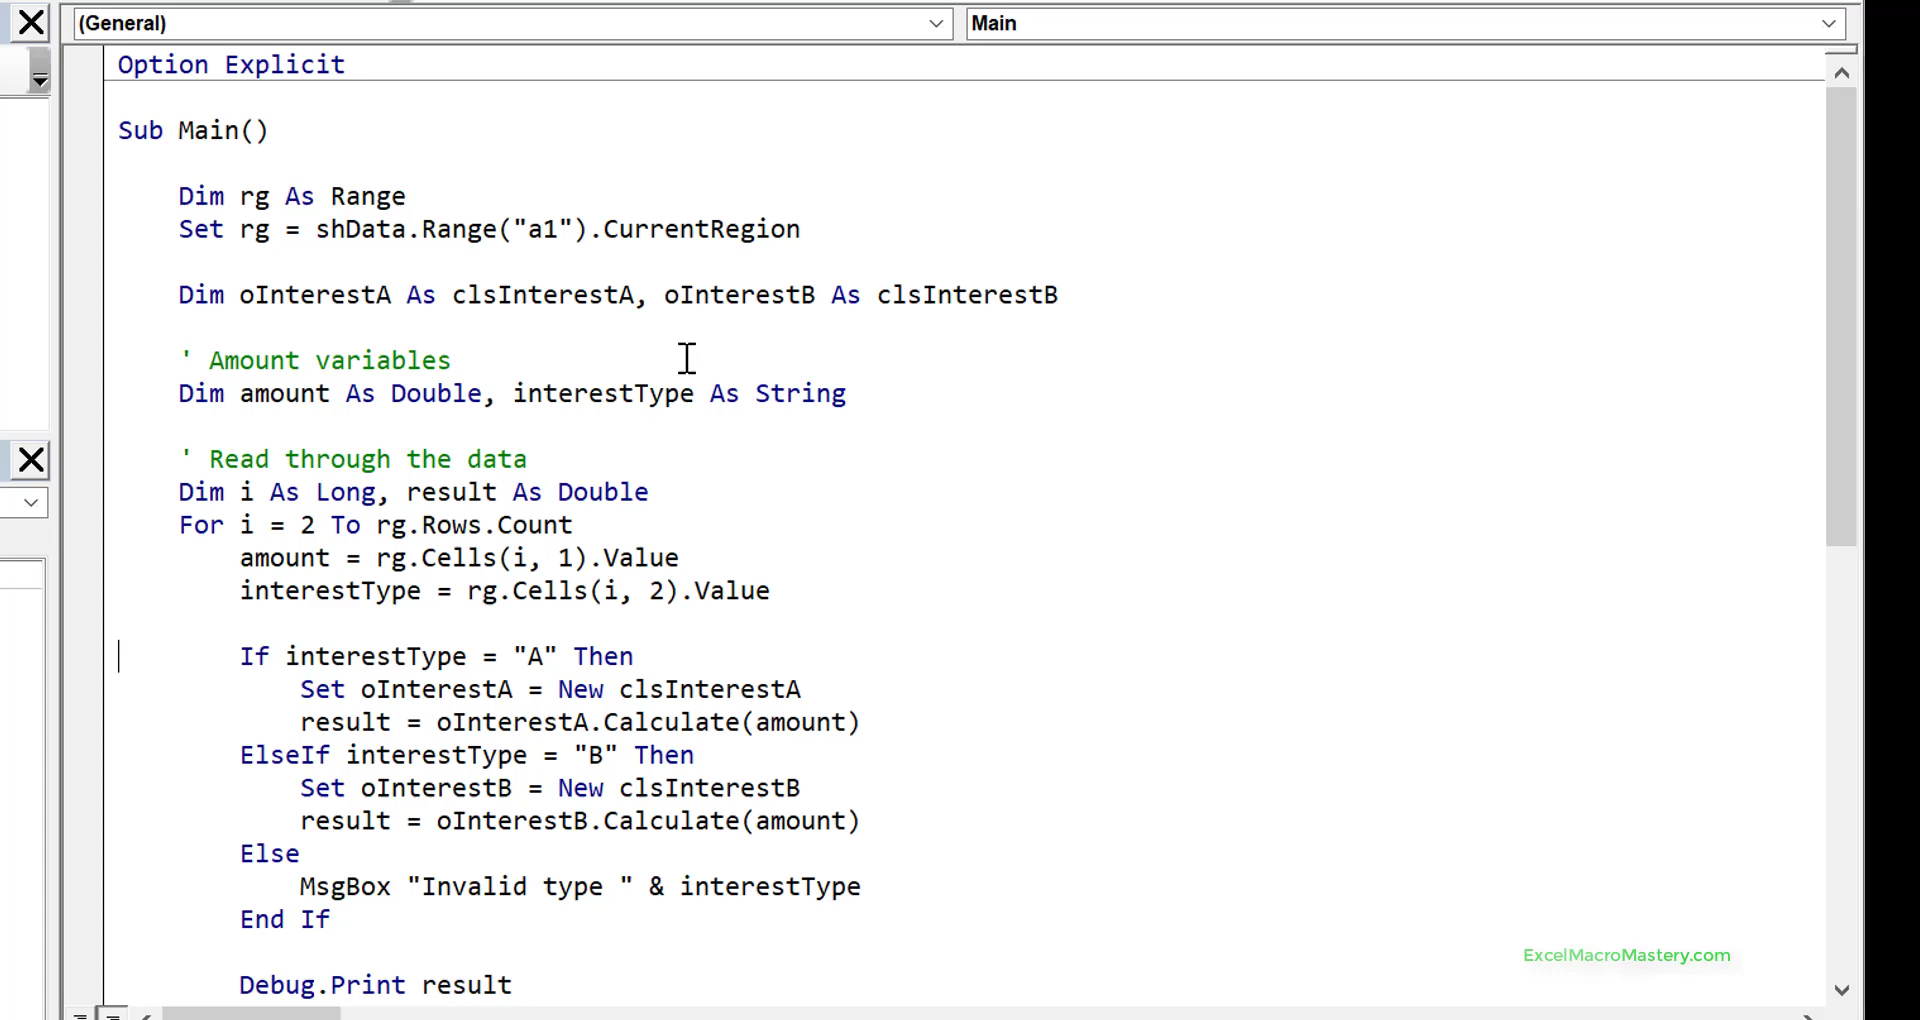 (General) Main
Option Explicit
Sub Main()
Dim rg As Range
Set rg = shData.Range("a1").CurrentRegion
Dim oInterestA As clsInterestA, oInterestB As clsInterestB
' Amount variables
Dim amount As Double, interestType As String
' Read through the data
Dim i As Long, result As Double
For i = 2 To rg.Rows.Count
amount = rg.Cells(i, 1).Value
interestType = rg.Cells(i, 2).Value
If interestType = "A" Then
Set oInterestA = New clsInterestA
result = oInterestA.Calculate(amount)
ElseIf interestType = "B" Then
Set oInterestB = New clsInterestB
result = oInterestB.Calculate(amount)
Else
MsgBox "Invalid type " & interestType
End If
ExcelMacroMastery.com
Debug.Print result